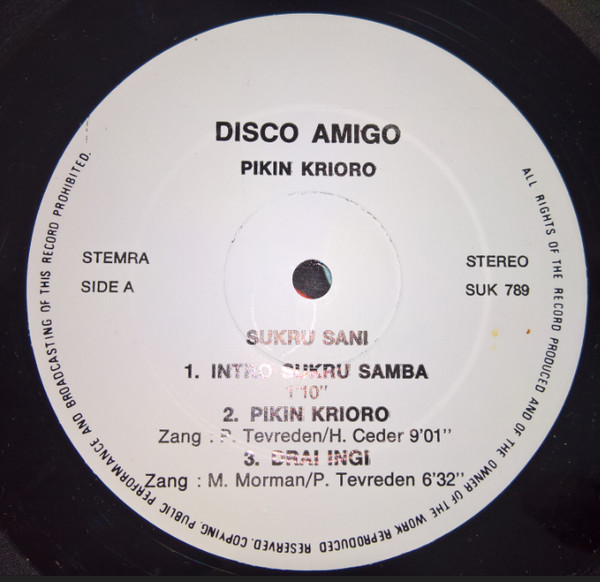 DISCO AMIGO
PIKIN KRIORO
STEMRA
SIDE A
STEREO
SUK 789
SUKRU SANI
1. INTRO SUKRU SAMBA
1'10"
2. PIKIN KRIORO
Zang : P. Tevreden/H. Ceder 9'01"
3. DRAI INGI
Zang : M. Morman/P. Tevreden 6'32"
ALL RIGHTS OF THE RECORD PRODUCED AND OF THE OWNER OF THE WORK REPRODUCED RESERVED. COPYING, PUBLIC PERFORMANCE AND BROADCASTING OF THIS RECORD PROHIBITED.